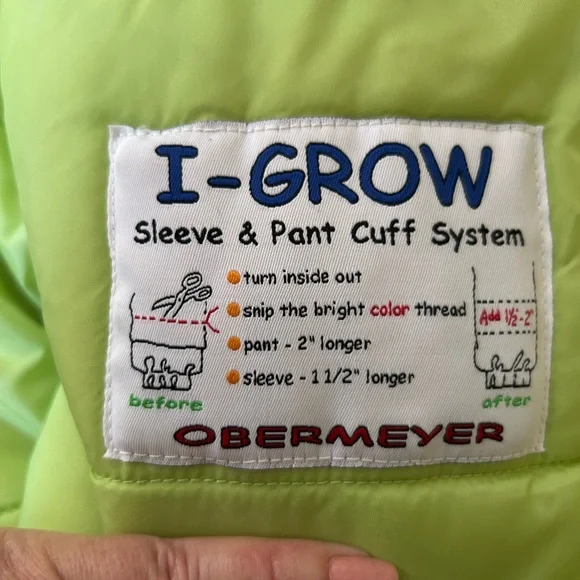 I-GROW
Sleeve & Pant Cuff System
turn inside out
snip the bright color thread
pant - 2" longer
sleeve - 1 1/2" longer
before
Add 1½-2"
after
OBERMEYER